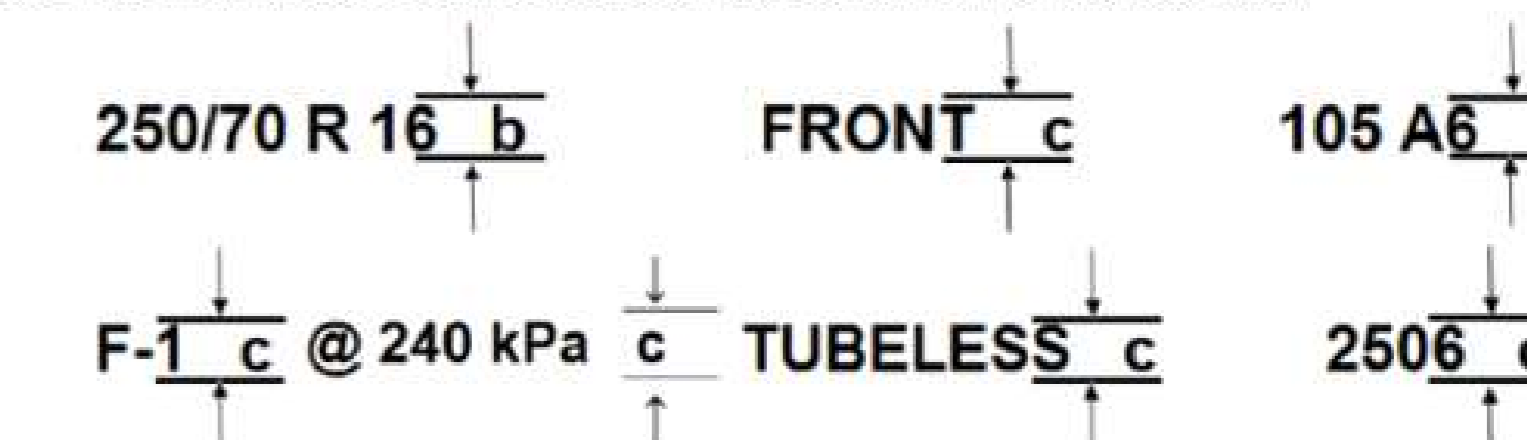 250/70 R 16 b FRONT c 105 A6
F-1 c @ 240 kPa c TUBELESS c 2506